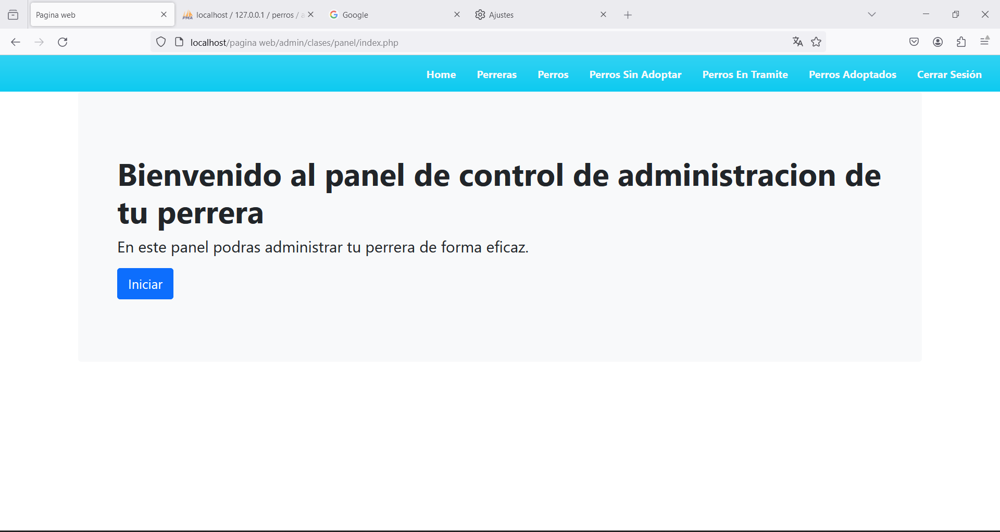 Pagina web
localhost / 127.0.0.1 / perros / a
Google
Ajustes
localhost/pagina web/admin/clases/panel/index.php
Home Perreras Perros Perros Sin Adoptar Perros En Tramite Perros Adoptados Cerrar Sesión
Bienvenido al panel de control de administracion de
tu perrera
En este panel podras administrar tu perrera de forma eficaz.
Iniciar